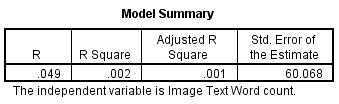 Model Summary
R R Square Adjusted R Square Std. Error of the Estimate
.049 .002 .001 60.068
The independent variable is Image Text Word count.